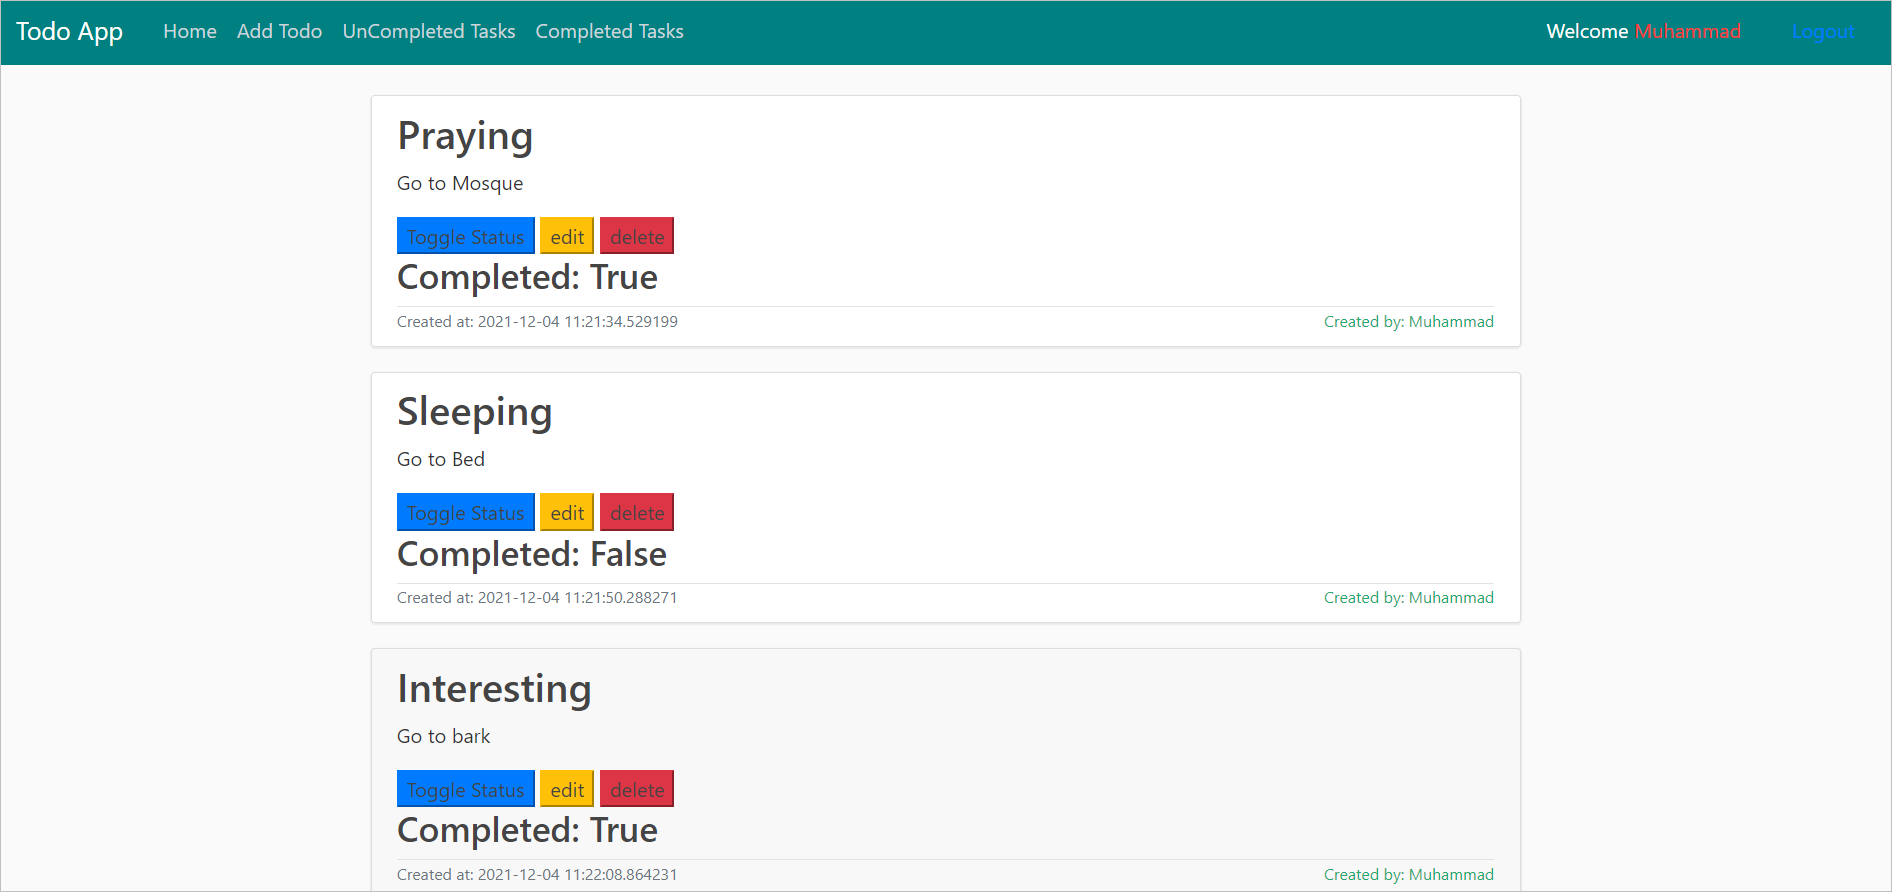 Todo App Home Add Todo UnCompleted Tasks Completed Tasks Welcome Muhammad Logout
Praying
Go to Mosque
Toggle Status edit delete
Completed: True
Created at: 2021-12-04 11:21:34.529199 Created by: Muhammad
Sleeping
Go to Bed
Toggle Status edit delete
Completed: False
Created at: 2021-12-04 11:21:50.288271 Created by: Muhammad
Interesting
Go to bark
Toggle Status edit delete
Completed: True
Created at: 2021-12-04 11:22:08.864231 Created by: Muhammad